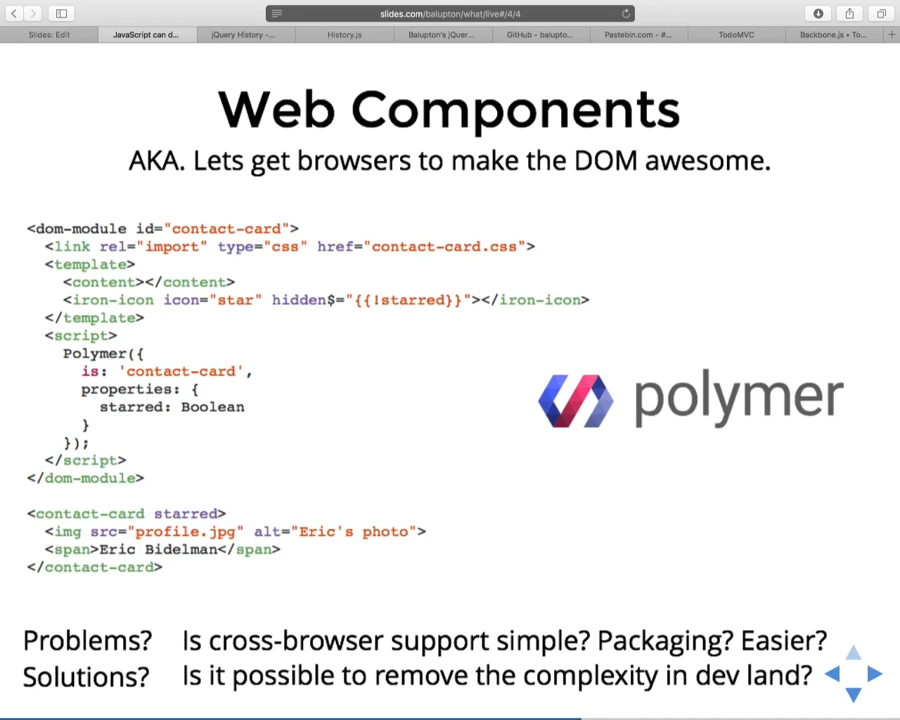 slides.com/balupton/what/live#/4/4
Slides: Edit
JavaScript can d...
jQuery History -...
History.js
Balupton's jQuer...
GitHub - balupto...
Pastebin.com - #...
TodoMVC
Backbone.js • To...
Web Components
AKA. Lets get browsers to make the DOM awesome.
<dom-module id="contact-card">
<link rel="import" type="css" href="contact-card.css">
<template>
<content></content>
<iron-icon icon="star" hidden$="{{!starred}}"></iron-icon>
</template>
<script>
Polymer({
is: 'contact-card',
properties: {
starred: Boolean
}
});
</script>
</dom-module>
<contact-card starred>
<img src="profile.jpg" alt="Eric's photo">
<span>Eric Bidelman</span>
</contact-card>
polymer
Problems? Is cross-browser support simple? Packaging? Easier?
Solutions? Is it possible to remove the complexity in dev land?